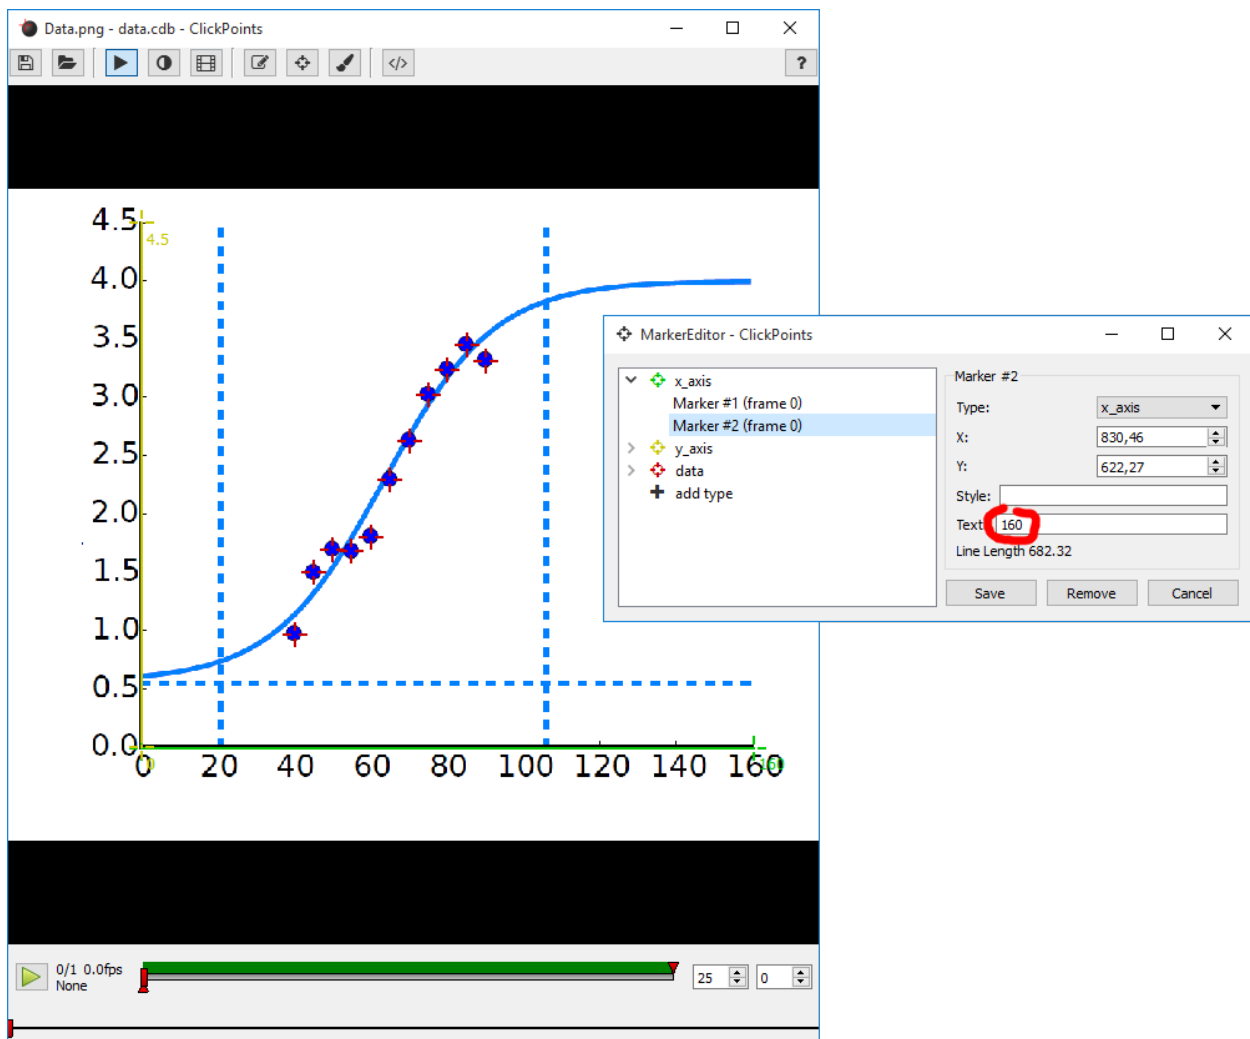 Data.png - data.cdb - ClickPoints
</>
?
4.5
4.5
4.0
3.5
3.0
2.5
2.0
1.5
1.0
0.5
0.0
0
0 20 40 60 80 100 120 140 160
160
MarkerEditor - ClickPoints
x_axis
Marker #1 (frame 0)
Marker #2 (frame 0)
y_axis
data
add type
Marker #2
Type: x_axis
X: 830,46
Y: 622,27
Style:
Text: 160
Line Length 682.32
Save Remove Cancel
0/1 0.0fps
None
25 0